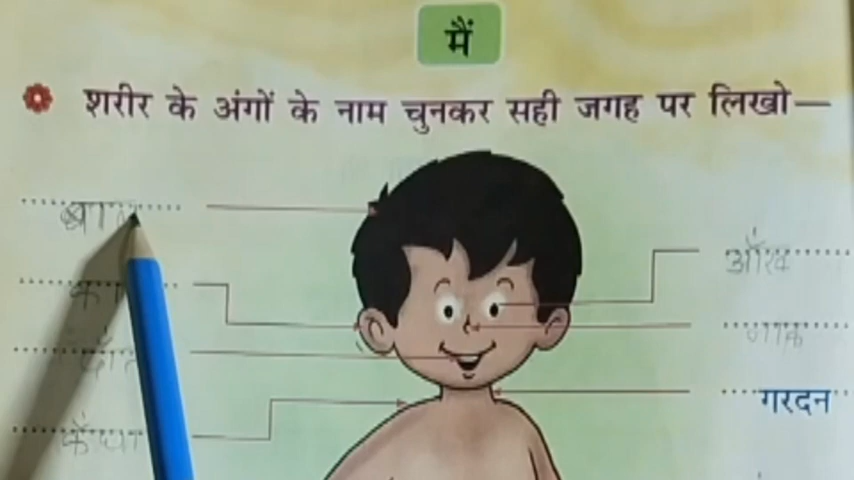 मैं
शरीर के अंगों के नाम चुनकर सही जगह पर लिखो—
आँख
नाक
गरदन
कंधा